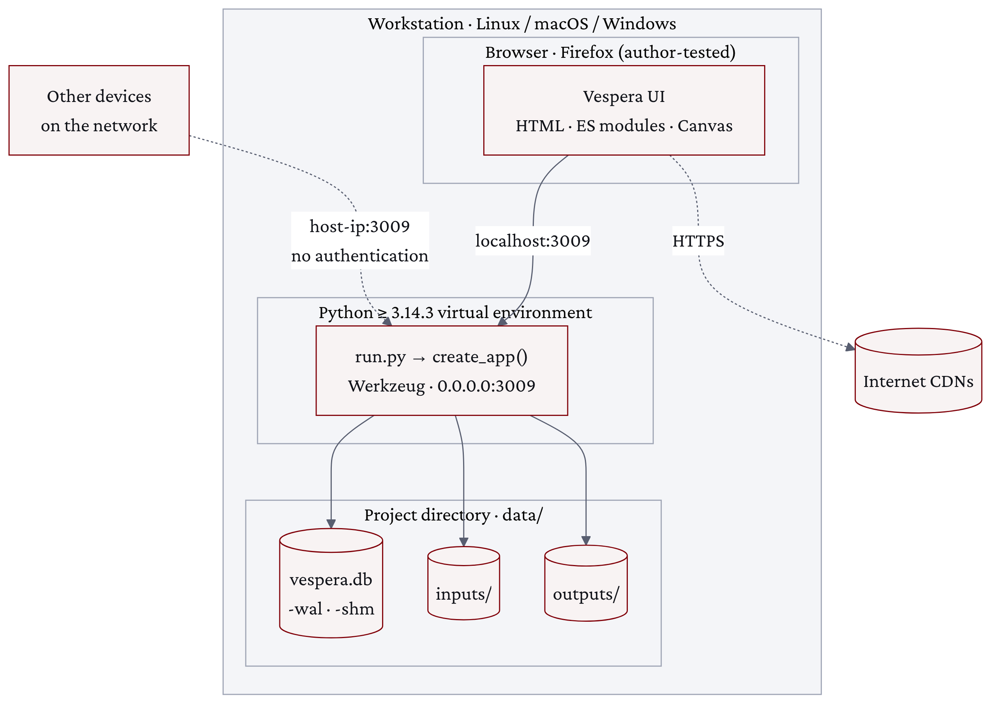 Workstation · Linux / macOS / Windows
Browser · Firefox (author-tested)
Other devices
on the network
Vespera UI
HTML · ES modules · Canvas
host-ip:3009
no authentication
localhost:3009
HTTPS
Python ≥ 3.14.3 virtual environment
run.py → create_app()
Werkzeug · 0.0.0.0:3009
Internet CDNs
Project directory · data/
vespera.db
-wal · -shm
inputs/
outputs/